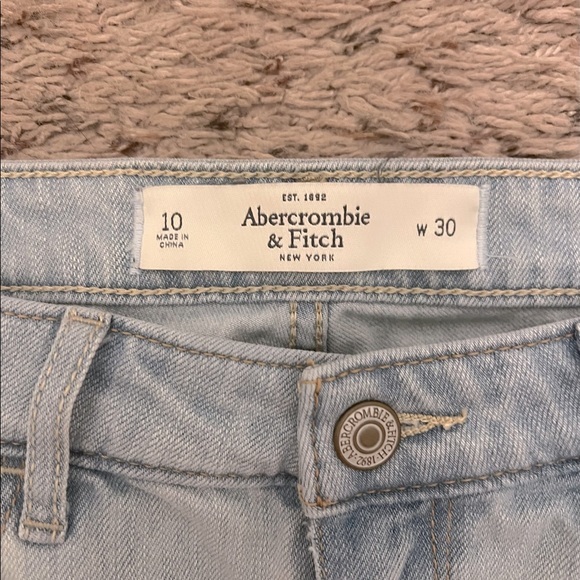 EST. 1892
10
MADE IN
CHINA
Abercrombie
& Fitch
NEW YORK
W 30
ABERCROMBIE & FITCH · 1892 ·